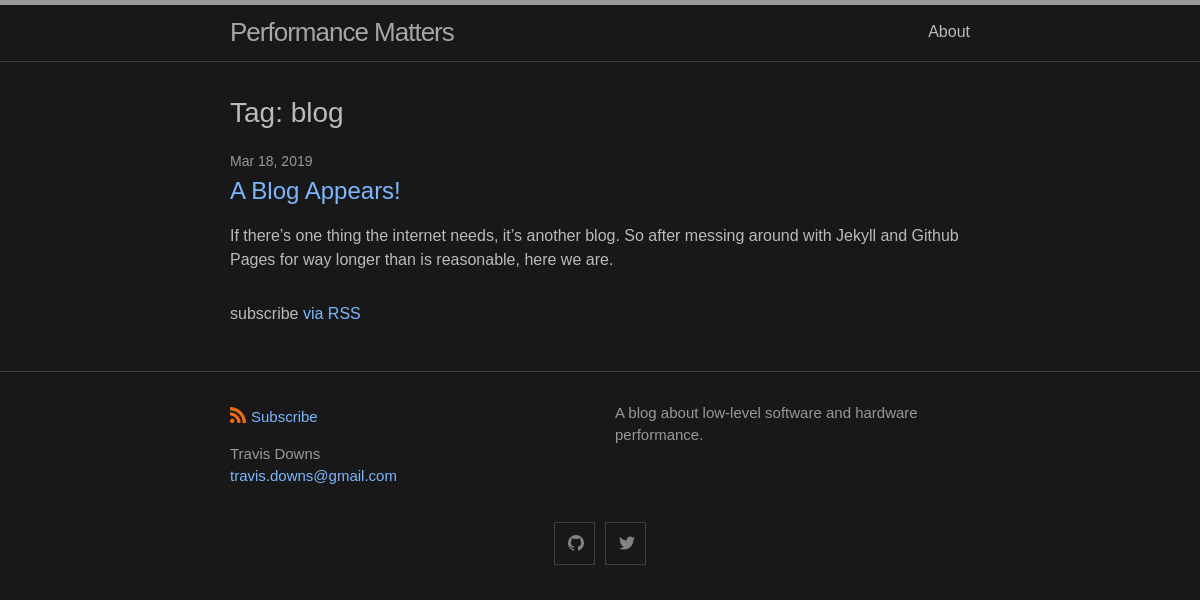 Performance Matters
About
Tag: blog
Mar 18, 2019
A Blog Appears!
If there’s one thing the internet needs, it’s another blog. So after messing around with Jekyll and Github
Pages for way longer than is reasonable, here we are.
subscribe via RSS
Subscribe
Travis Downs
travis.downs@gmail.com
A blog about low-level software and hardware
performance.